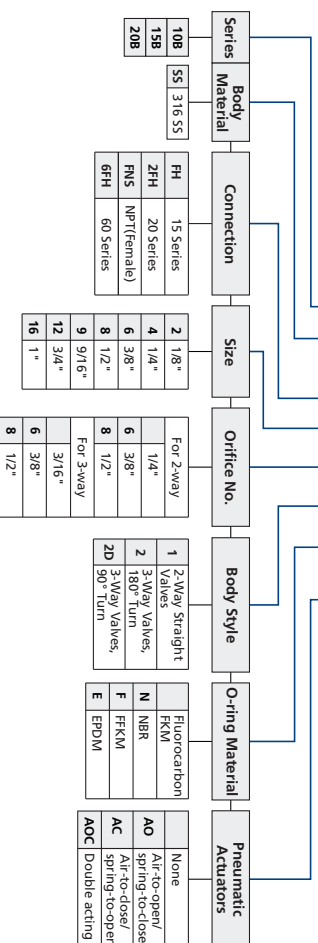 Series
10B
15B
20B
Body
Material
SS 316 SS
Connection
FH 15 Series
2FH 20 Series
FNS NPT(Female)
6FH 60 Series
Size
2 1/8"
4 1/4"
6 3/8"
8 1/2"
9 9/16"
12 3/4"
16 1"
Orifice No.
For 2-way
1/4"
6 3/8"
8 1/2"
For 3-way
3/16"
6 3/8"
8 1/2"
Body Style
1 2-Way Straight
Valves
2 3-Way Valves,
180° Turn
2D 3-Way Valves,
90° Turn
O-ring Material
Fluorocarbon
FKM
N NBR
F FFKM
E EPDM
Pneumatic
Actuators
None
AO Air-to-open/
spring-to-close
AC Air-to-close/
spring-to-open
AOC Double acting